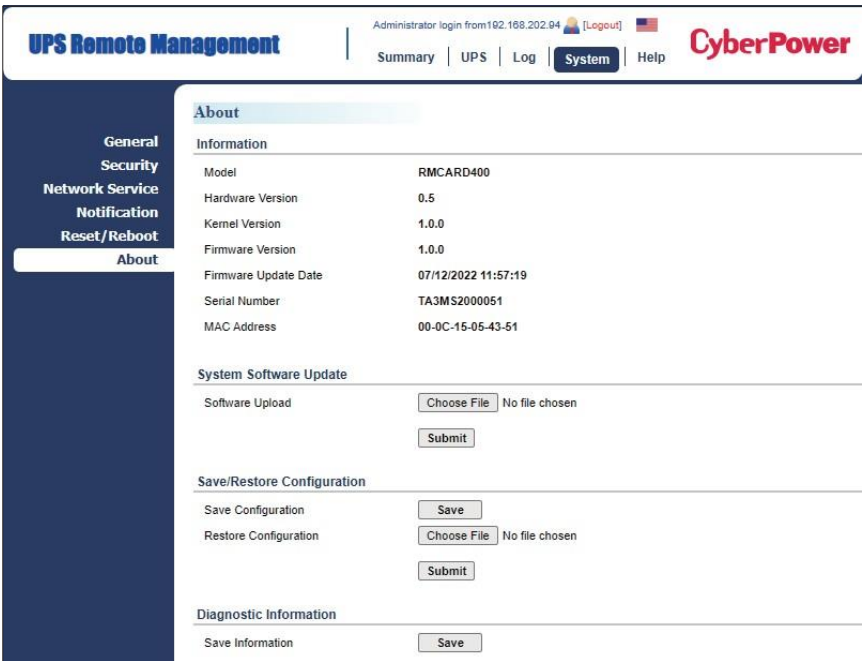 UPS Remote Management
Administrator login from192.168.202.94 [Logout]
Summary | UPS | Log | System | Help
CyberPower
General
Security
Network Service
Notification
Reset/Reboot
About
About
Information
Model RMCARD400
Hardware Version 0.5
Kernel Version 1.0.0
Firmware Version 1.0.0
Firmware Update Date 07/12/2022 11:57:19
Serial Number TA3MS2000051
MAC Address 00-0C-15-05-43-51
System Software Update
Software Upload Choose File No file chosen
Submit
Save/Restore Configuration
Save Configuration Save
Restore Configuration Choose File No file chosen
Submit
Diagnostic Information
Save Information Save